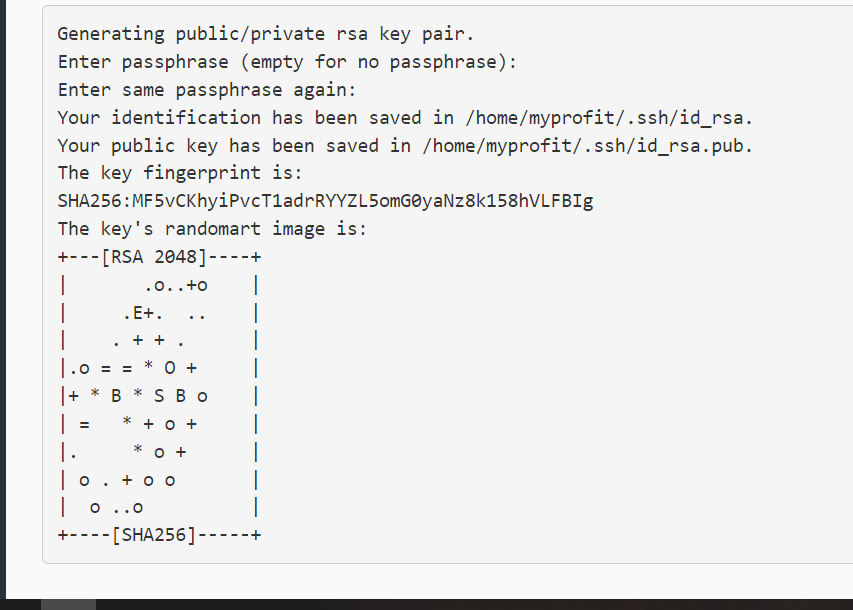 Generating public/private rsa key pair.
Enter passphrase (empty for no passphrase):
Enter same passphrase again:
Your identification has been saved in /home/myprofit/.ssh/id_rsa.
Your public key has been saved in /home/myprofit/.ssh/id_rsa.pub.
The key fingerprint is:
SHA256:MF5vCKhyiPvcT1adrRYYZL5omG0yaNz8k158hVLFBIg
The key's randomart image is:
+---[RSA 2048]----+
|       .o..+o    |
|     .E+.  ..    |
|    . + + .      |
|.o = = * O +     |
|+ * B * S B o    |
| =   * + o +     |
|.     * o +      |
| o . + o o       |
|  o ..o          |
+----[SHA256]-----+